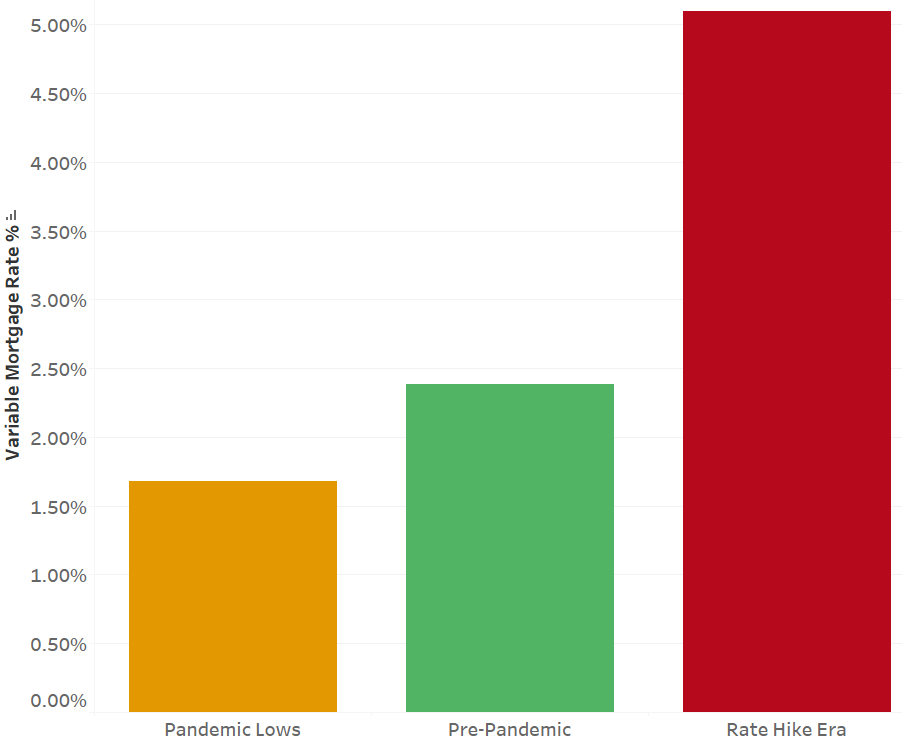 Variable Mortgage Rate %
5.00%
4.50%
4.00%
3.50%
3.00%
2.50%
2.00%
1.50%
1.00%
0.50%
0.00%
Pandemic Lows
Pre-Pandemic
Rate Hike Era